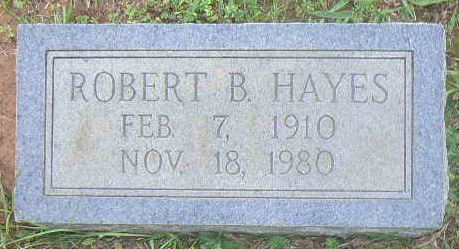 ROBERT B. HAYES
FEB. 7, 1910
NOV. 18, 1980